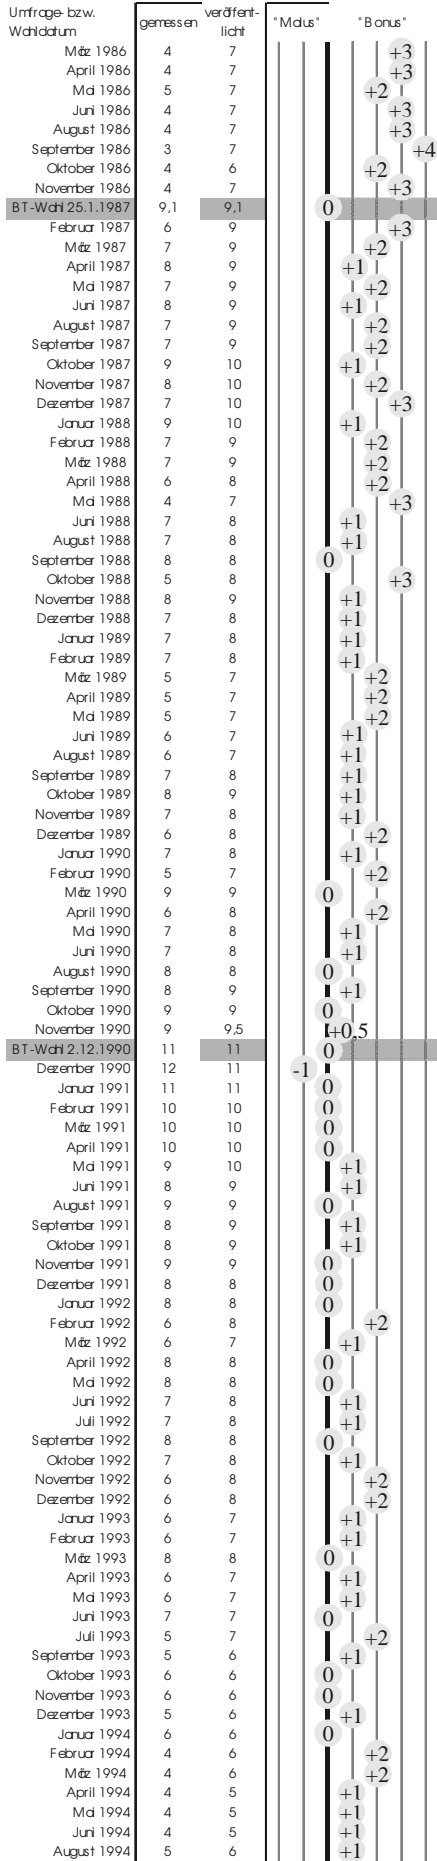 Umfrage- bzw. Wahldatum gemessen veröffent-licht "Malus" "Bonus"
März 1986 4 7 +3
April 1986 4 7 +3
Mai 1986 5 7 +2
Juni 1986 4 7 +3
August 1986 4 7 +3
September 1986 3 7 +4
Oktober 1986 4 6 +2
November 1986 4 7 +3
BT-Wahl 25.1.1987 9,1 9,1 0
Februar 1987 6 9 +3
März 1987 7 9 +2
April 1987 8 9 +1
Mai 1987 7 9 +2
Juni 1987 8 9 +1
August 1987 7 9 +2
September 1987 7 9 +2
Oktober 1987 9 10 +1
November 1987 8 10 +2
Dezember 1987 7 10 +3
Januar 1988 9 10 +1
Februar 1988 7 9 +2
März 1988 7 9 +2
April 1988 6 8 +2
Mai 1988 4 7 +3
Juni 1988 7 8 +1
August 1988 7 8 +1
September 1988 8 8 0
Oktober 1988 5 8 +3
November 1988 8 9 +1
Dezember 1988 7 8 +1
Januar 1989 7 8 +1
Februar 1989 7 8 +1
März 1989 5 7 +2
April 1989 5 7 +2
Mai 1989 5 7 +2
Juni 1989 6 7 +1
August 1989 6 7 +1
September 1989 7 8 +1
Oktober 1989 8 9 +1
November 1989 7 8 +1
Dezember 1989 6 8 +2
Januar 1990 7 8 +1
Februar 1990 5 7 +2
März 1990 9 9 0
April 1990 6 8 +2
Mai 1990 7 8 +1
Juni 1990 7 8 +1
August 1990 8 8 0
September 1990 8 9 +1
Oktober 1990 9 9 0
November 1990 9 9,5 +0,5
BT-Wahl 2.12.1990 11 11 0
Dezember 1990 12 11 -1
Januar 1991 11 11 0
Februar 1991 10 10 0
März 1991 10 10 0
April 1991 10 10 0
Mai 1991 9 10 +1
Juni 1991 8 9 +1
August 1991 9 9 0
September 1991 8 9 +1
Oktober 1991 8 9 +1
November 1991 9 9 0
Dezember 1991 8 8 0
Januar 1992 8 8 0
Februar 1992 6 8 +2
März 1992 6 7 +1
April 1992 8 8 0
Mai 1992 8 8 0
Juni 1992 7 8 +1
Juli 1992 7 8 +1
September 1992 8 8 0
Oktober 1992 7 8 +1
November 1992 6 8 +2
Dezember 1992 6 8 +2
Januar 1993 6 7 +1
Februar 1993 6 7 +1
März 1993 8 8 0
April 1993 6 7 +1
Mai 1993 6 7 +1
Juni 1993 7 7 0
Juli 1993 5 7 +2
September 1993 5 6 +1
Oktober 1993 6 6 0
November 1993 6 6 0
Dezember 1993 5 6 +1
Januar 1994 6 6 0
Februar 1994 4 6 +2
März 1994 4 6 +2
April 1994 4 5 +1
Mai 1994 4 5 +1
Juni 1994 4 5 +1
August 1994 5 6 +1